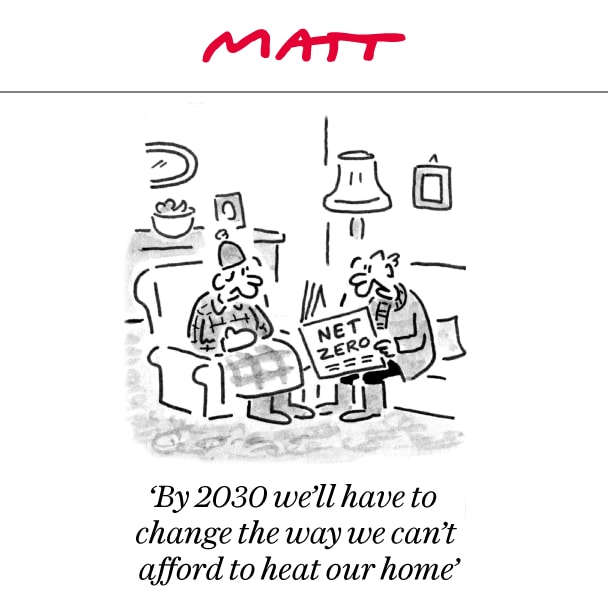 MATT
NET
ZERO
‘By 2030 we’ll have to
change the way we can’t
afford to heat our home’